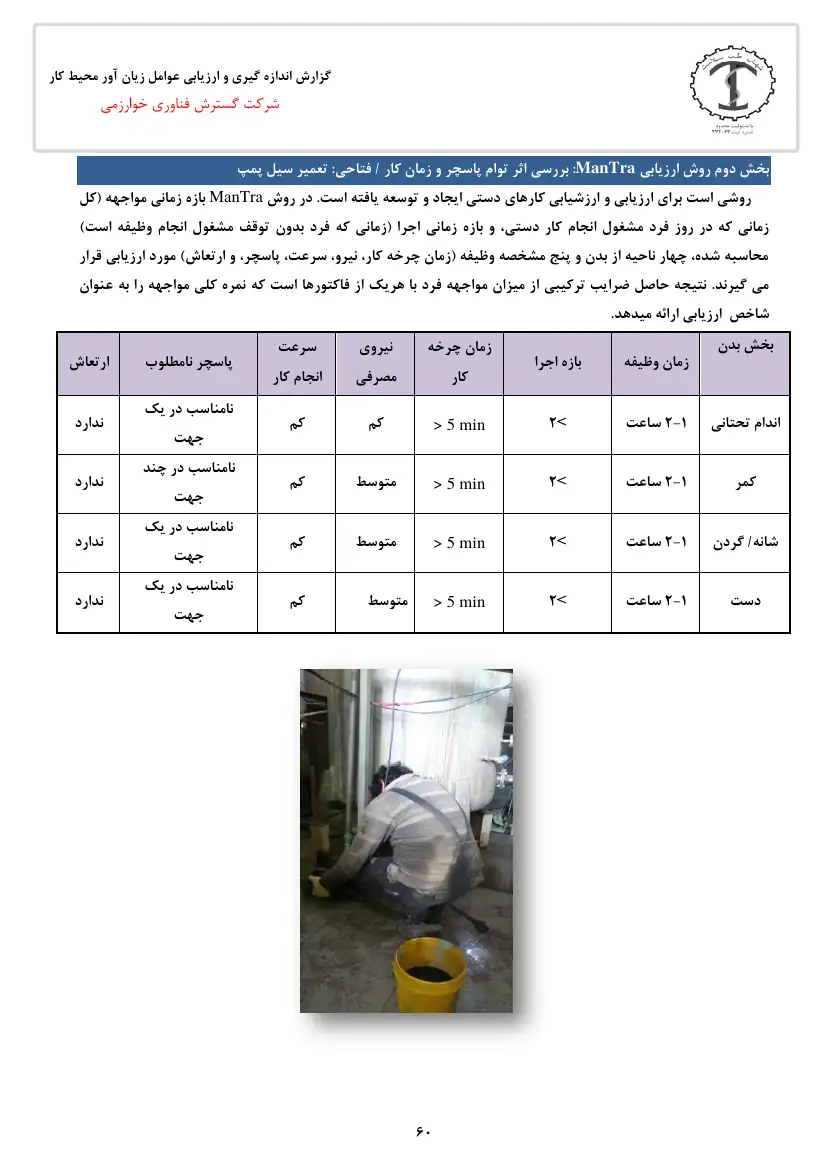 گزارش اندازه گیری و ارزیابی عوامل زیان آور محیط کار
شرکت گسترش فناوری خوارزمی
شهاب طب سلامت
با مسئولیت محدود
بخش دوم روش ارزیابی ManTra: بررسی اثر توام پاسچر و زمان کار / فتاحی: تعمیر سیل پمپ
روشی است برای ارزیابی و ارزشیابی کارهای دستی ایجاد و توسعه یافته است. در روش ManTra بازه زمانی مواجهه (کل
زمانی که در روز فرد مشغول انجام کار دستی، و بازه زمانی اجرا (زمانی که فرد بدون توقف مشغول انجام وظیفه است)
محاسبه شده، چهار ناحیه از بدن و پنج مشخصه وظیفه (زمان چرخه کار، نیرو، سرعت، پاسچر، و ارتعاش) مورد ارزیابی قرار
می گیرند. نتیجه حاصل ضرایب ترکیبی از میزان مواجهه فرد با هریک از فاکتورها است که نمره کلی مواجهه را به عنوان
شاخص ارزیابی ارائه میدهد.
بخش بدن زمان وظیفه بازه اجرا زمان چرخه کار نیروی مصرفی سرعت انجام کار پاسچر نامطلوب ارتعاش
اندام تحتانی ۱-۲ ساعت >۲ > 5 min کم کم نامناسب در یک جهت ندارد
کمر ۱-۲ ساعت >۲ > 5 min متوسط کم نامناسب در چند جهت ندارد
شانه/ گردن ۱-۲ ساعت >۲ > 5 min متوسط کم نامناسب در یک جهت ندارد
دست ۱-۲ ساعت >۲ > 5 min متوسط کم نامناسب در یک جهت ندارد
۶۰